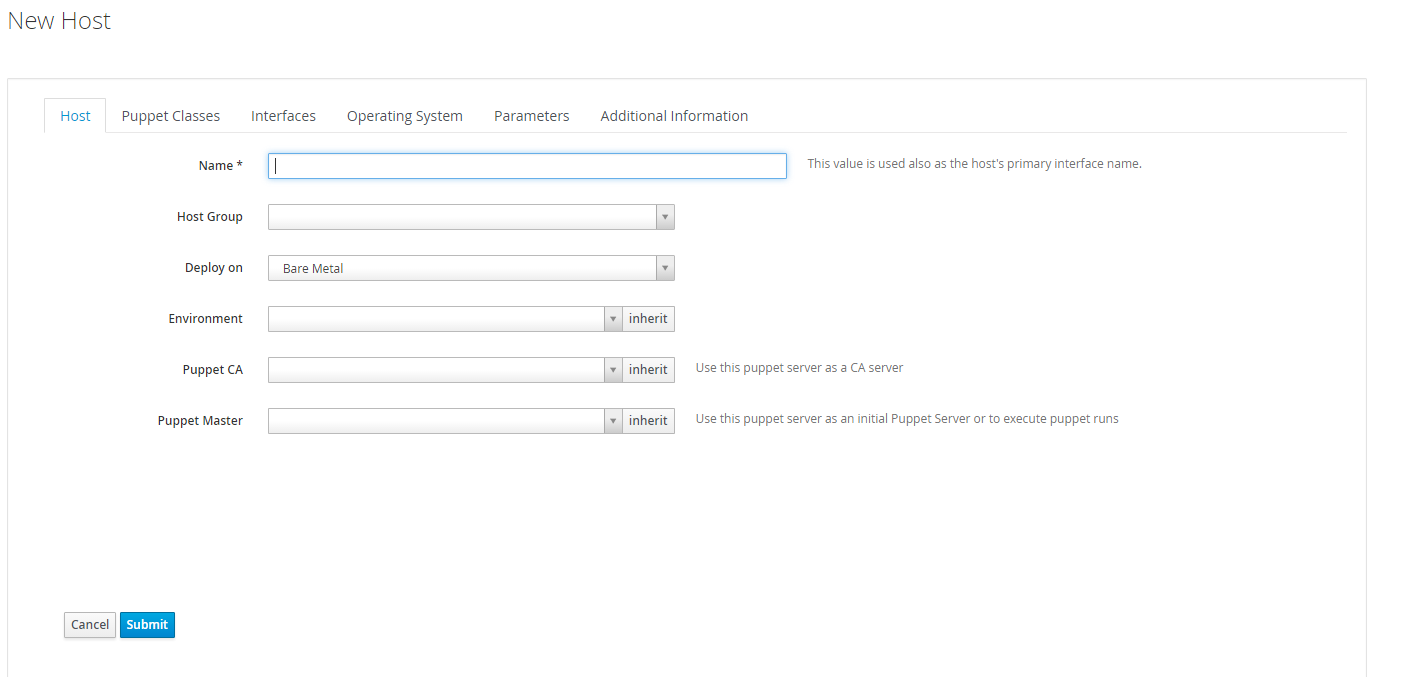 New Host
Host Puppet Classes Interfaces Operating System Parameters Additional Information
Name * This value is used also as the host's primary interface name.
Host Group
Deploy on Bare Metal
Environment inherit
Puppet CA inherit Use this puppet server as a CA server
Puppet Master inherit Use this puppet server as an initial Puppet Server or to execute puppet runs
Cancel Submit